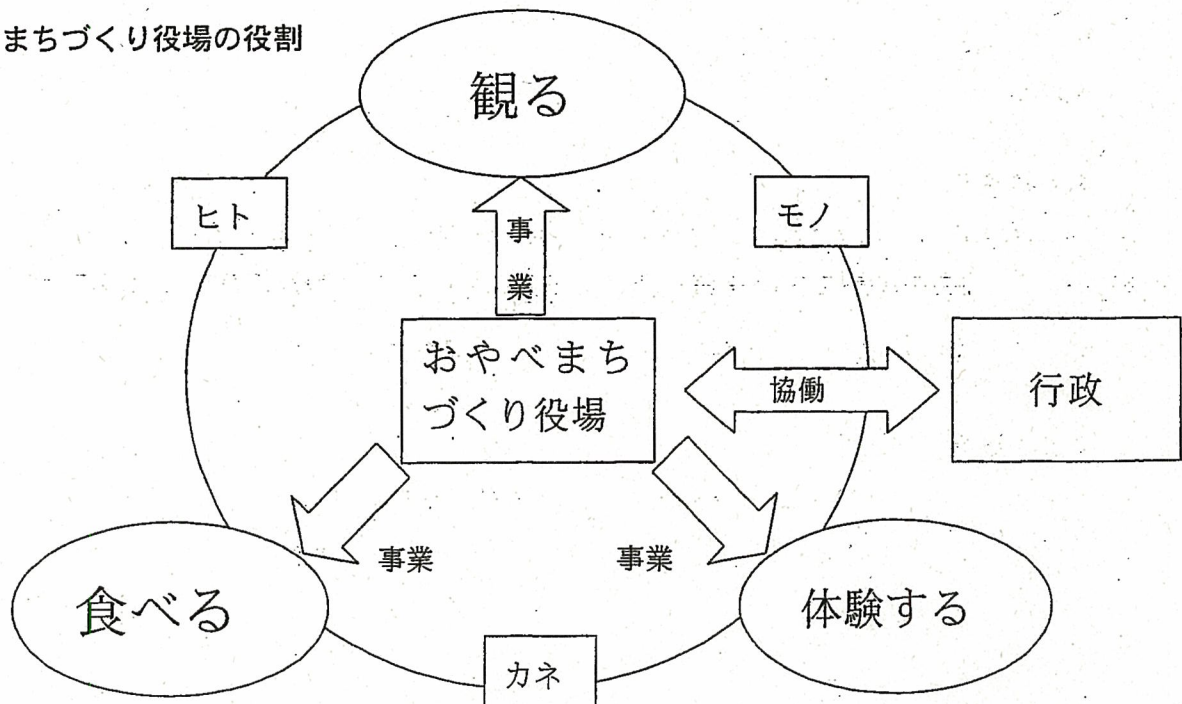 まちづくり役場の役割
観る
ヒト
モノ
事
業
おやべまち
づくり役場
協働
行政
事業
事業
食べる
体験する
カネ